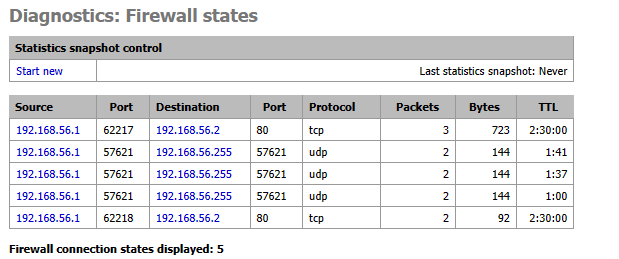 Diagnostics: Firewall states
Statistics snapshot control
Start new Last statistics snapshot: Never
Source Port Destination Port Protocol Packets Bytes TTL
192.168.56.1 62217 192.168.56.2 80 tcp 3 723 2:30:00
192.168.56.1 57621 192.168.56.255 57621 udp 2 144 1:41
192.168.56.1 57621 192.168.56.255 57621 udp 2 144 1:37
192.168.56.1 57621 192.168.56.255 57621 udp 2 144 1:00
192.168.56.1 62218 192.168.56.2 80 tcp 2 92 2:30:00
Firewall connection states displayed: 5